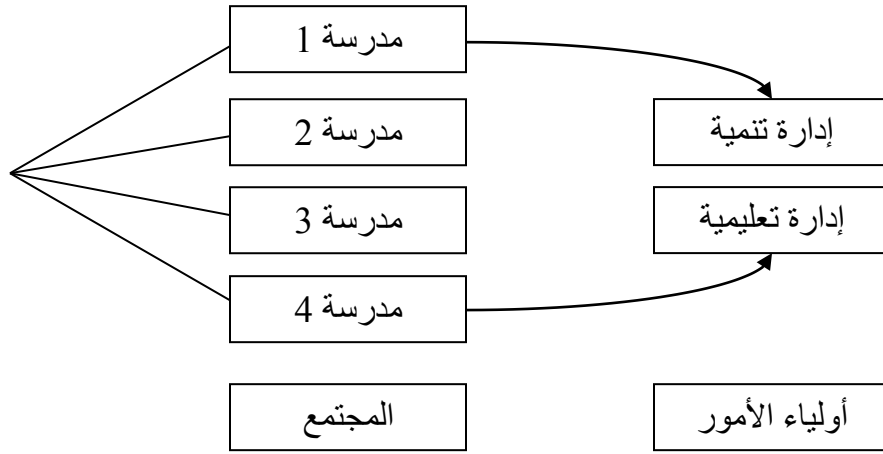 مدرسة 1
إدارة تنمية
مدرسة 2
إدارة تعليمية
مدرسة 3
مدرسة 4
أولياء الأمور
المجتمع